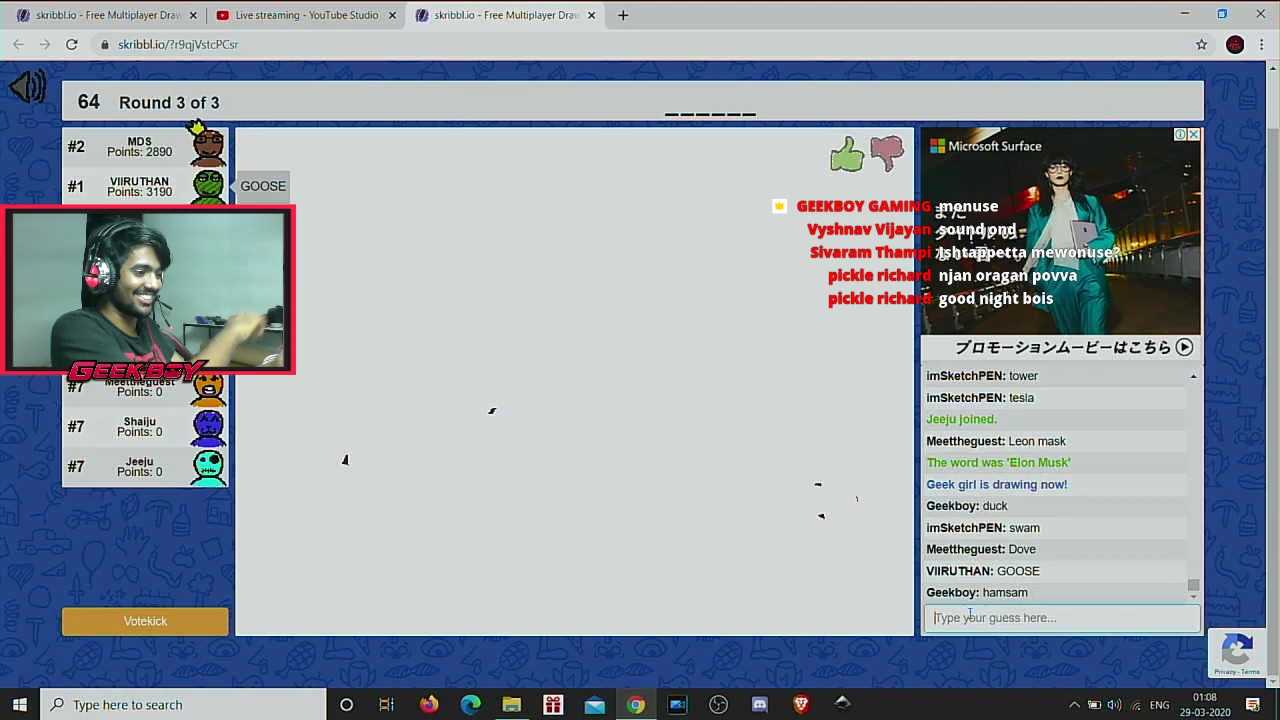 skribbl.io - Free Multiplayer Draw
Live streaming - YouTube Studio
skribbl.io - Free Multiplayer Draw
skribbl.io/?r9qjVstcPCsr
64 Round 3 of 3
______
#2 MDS
Points: 2890
#1 VIIRUTHAN
Points: 3190
GOOSE
Microsoft Surface
GEEKBOY GAMING monuse
Vyshnav Vijayan sound ond
Sivaram Thampi Ishtappetta mewonuse?
pickle richard njan oragan povva
pickle richard good night bois
プロモーションムービーはこちら
GEEKBOY
#7 Meettheguest
Points: 0
#7 Shaiju
Points: 0
#7 Jeeju
Points: 0
imSketchPEN: tower
imSketchPEN: tesla
Jeeju joined.
Meettheguest: Leon mask
The word was 'Elon Musk'
Geek girl is drawing now!
Geekboy: duck
imSketchPEN: swam
Meettheguest: Dove
VIIRUTHAN: GOOSE
Geekboy: hamsam
Type your guess here...
Votekick
Privacy - Terms
Type here to search
ENG
01:08
29-03-2020